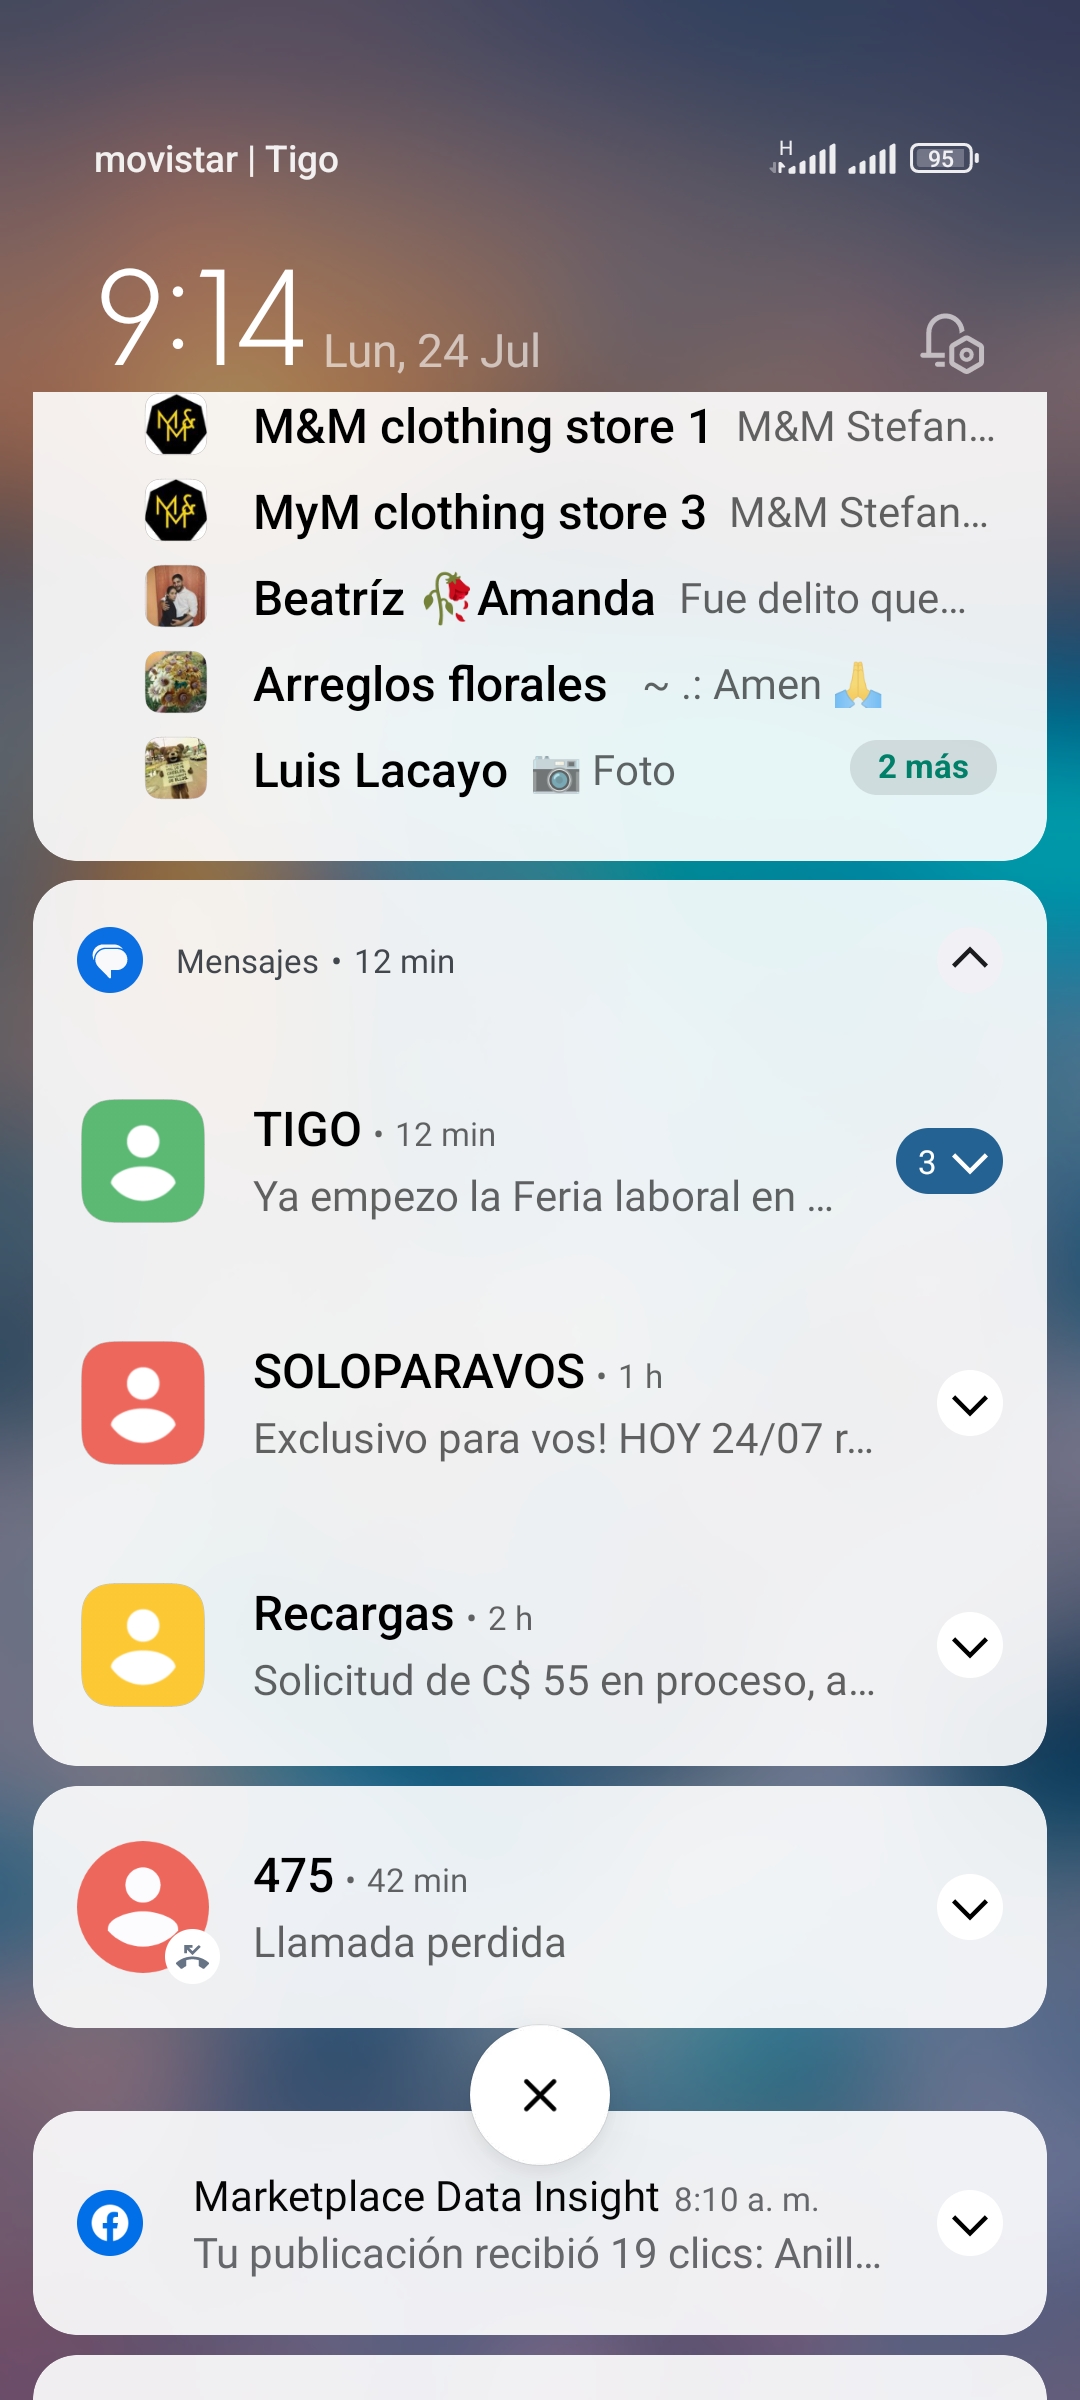 movistar | Tigo
H
95
9:14 Lun, 24 Jul
M&M clothing store 1 M&M Stefan...
MyM clothing store 3 M&M Stefan...
Beatríz 🥀Amanda Fue delito que...
Arreglos florales ~ .: Amen 🙏
Luis Lacayo 📷 Foto 2 más
Mensajes • 12 min
TIGO • 12 min
Ya empezo la Feria laboral en ...
3
SOLOPARAVOS • 1 h
Exclusivo para vos! HOY 24/07 r...
Recargas • 2 h
Solicitud de C$ 55 en proceso, a...
475 • 42 min
Llamada perdida
Marketplace Data Insight 8:10 a. m.
Tu publicación recibió 19 clics: Anill...